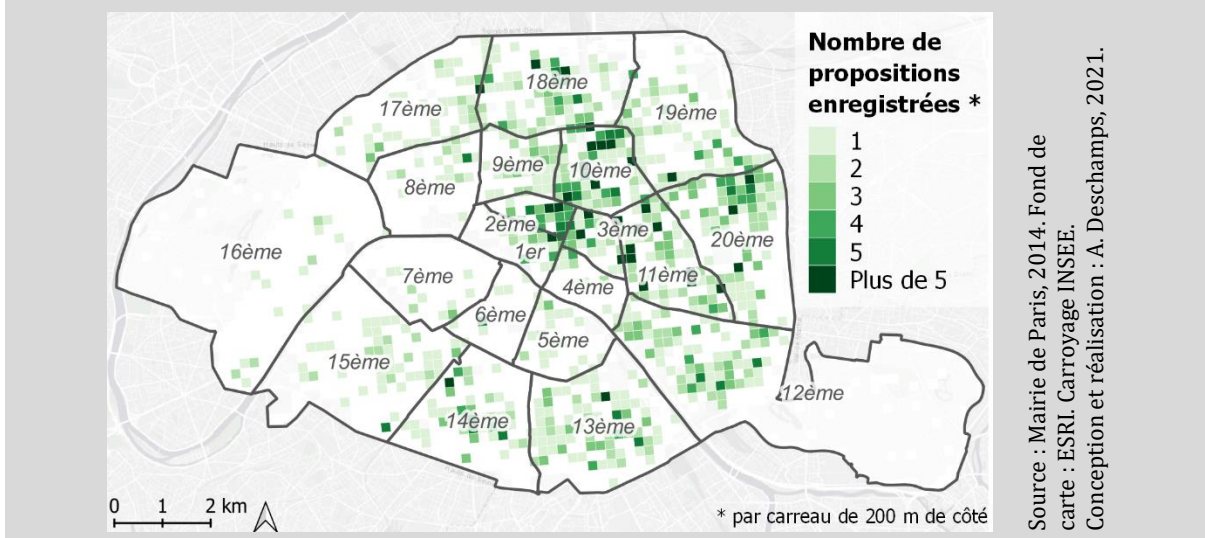 Nombre de
propositions
enregistrées *
1
2
3
4
5
Plus de 5
17ème
18ème
19ème
9ème
10ème
8ème
2ème
3ème
20ème
1er
16ème
7ème
11ème
4ème
6ème
5ème
15ème
12ème
14ème
13ème
0 1 2 km
* par carreau de 200 m de côté
Source : Mairie de Paris, 2014. Fond de
carte : ESRI. Carroyage INSEE.
Conception et réalisation : A. Deschamps, 2021.